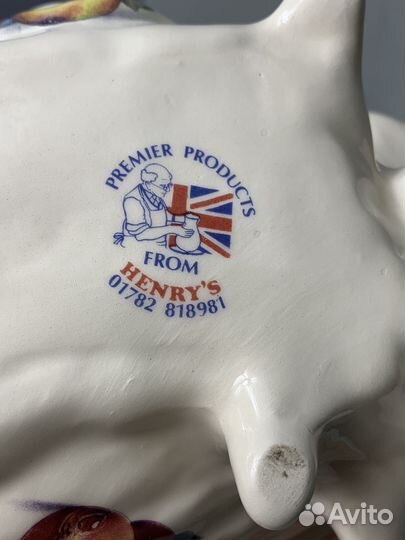 PREMIER PRODUCTS
FROM
HENRY'S
01782 818981
Avito